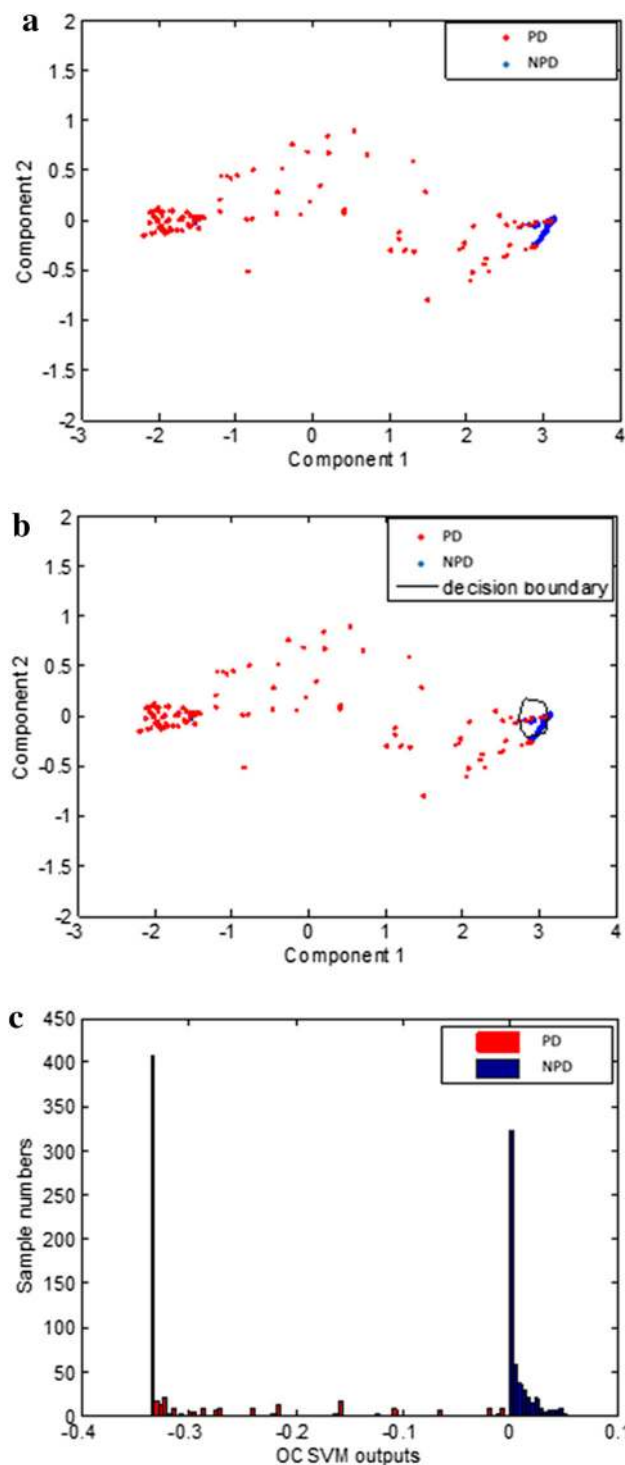 a
2
1.5
1
0.5
0
-0.5
-1
-1.5
-2
Component 2
PD
NPD
-3 -2 -1 0 1 2 3 4
Component 1
b
2
1.5
1
0.5
0
-0.5
-1
-1.5
-2
Component 2
PD
NPD
decision boundary
-3 -2 -1 0 1 2 3 4
Component 1
c
450
400
350
300
250
200
150
100
50
0
Sample numbers
PD
NPD
-0.4 -0.3 -0.2 -0.1 0 0.1
OCSVM outputs